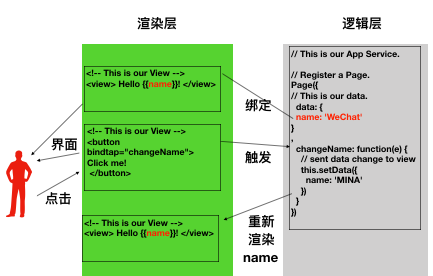 渲染层
逻辑层
<!-- This is our View -->
<view> Hello {{name}}! </view>
<!-- This is our View -->
<button
bindtap="changeName">
Click me!
</button>
<!-- This is our View -->
<view> Hello {{name}}! </view>
界面
点击
绑定
触发
重新
渲染
name
// This is our App Service.
// Register a Page.
Page({
// This is our data.
data: {
name: 'WeChat'
}
,
changeName: function(e) {
// sent data change to view
this.setData({
name: 'MINA'
})
}
})